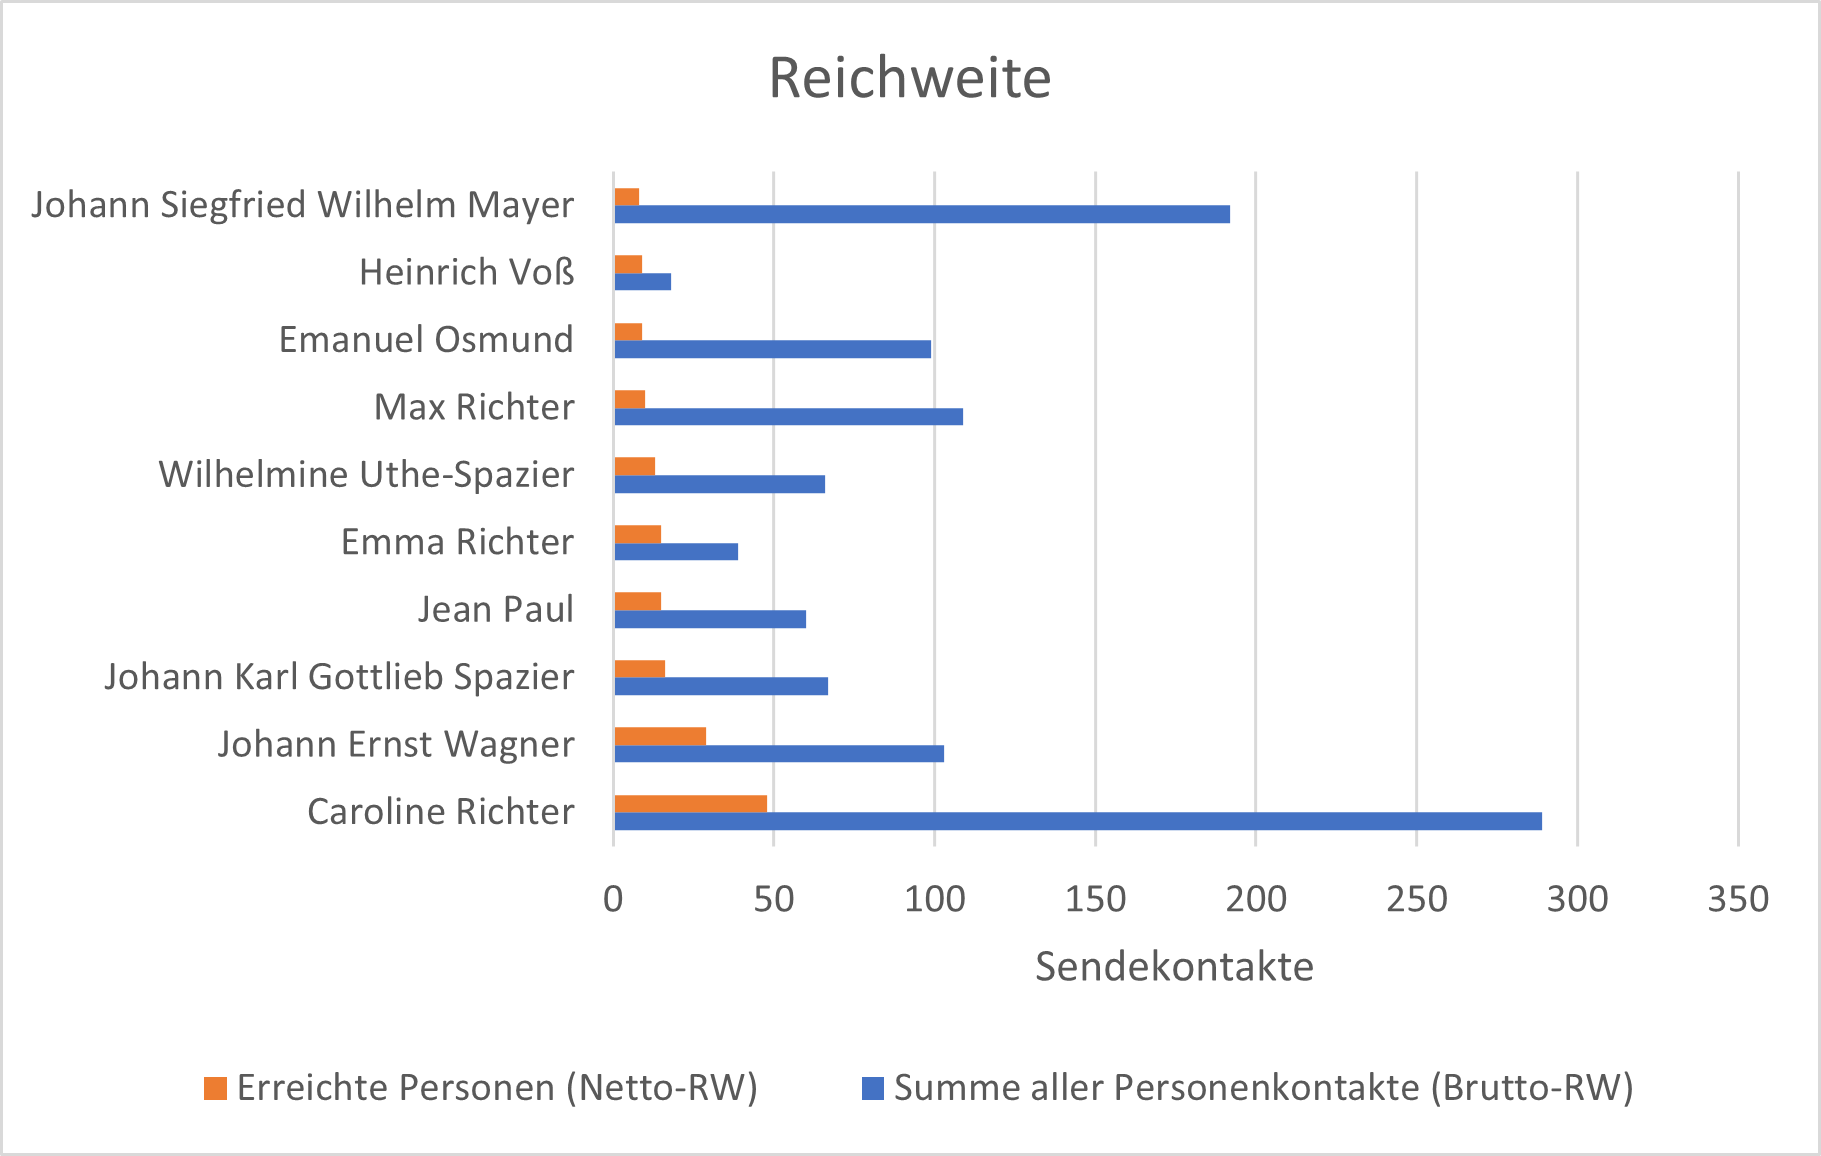 Reichweite
Johann Siegfried Wilhelm Mayer
Heinrich Voß
Emanuel Osmund
Max Richter
Wilhelmine Uthe-Spazier
Emma Richter
Jean Paul
Johann Karl Gottlieb Spazier
Johann Ernst Wagner
Caroline Richter
0 50 100 150 200 250 300 350
Sendekontakte
Erreichte Personen (Netto-RW) Summe aller Personenkontakte (Brutto-RW)